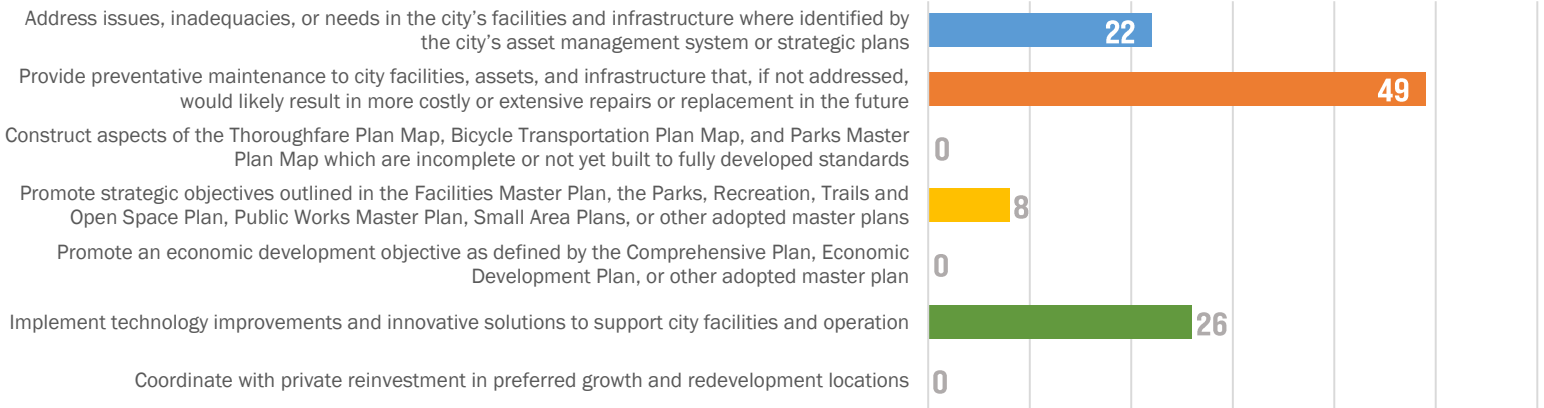 Address issues, inadequacies, or needs in the city's facilities and infrastructure where identified by
the city's asset management system or strategic plans
22
Provide preventative maintenance to city facilities, assets, and infrastructure that, if not addressed,
would likely result in more costly or extensive repairs or replacement in the future
49
Construct aspects of the Thoroughfare Plan Map, Bicycle Transportation Plan Map, and Parks Master
Plan Map which are incomplete or not yet built to fully developed standards
0
Promote strategic objectives outlined in the Facilities Master Plan, the Parks, Recreation, Trails and
Open Space Plan, Public Works Master Plan, Small Area Plans, or other adopted master plans
8
Promote an economic development objective as defined by the Comprehensive Plan, Economic
Development Plan, or other adopted master plan
0
Implement technology improvements and innovative solutions to support city facilities and operation
26
Coordinate with private reinvestment in preferred growth and redevelopment locations
0